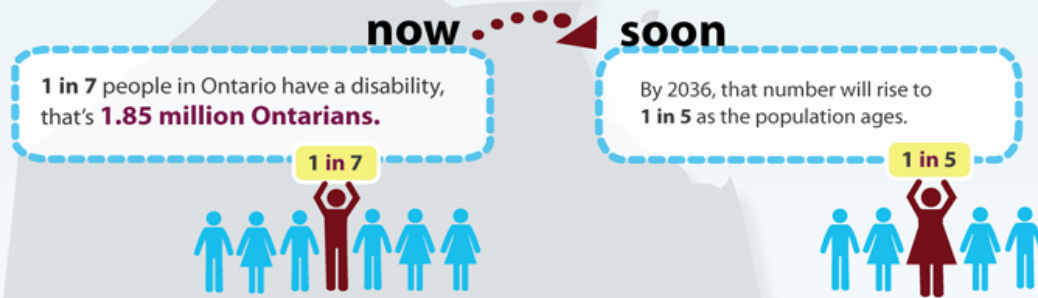 now
soon
1 in 7 people in Ontario have a disability,
that's 1.85 million Ontarians.
By 2036, that number will rise to
1 in 5 as the population ages.
1 in 7
1 in 5